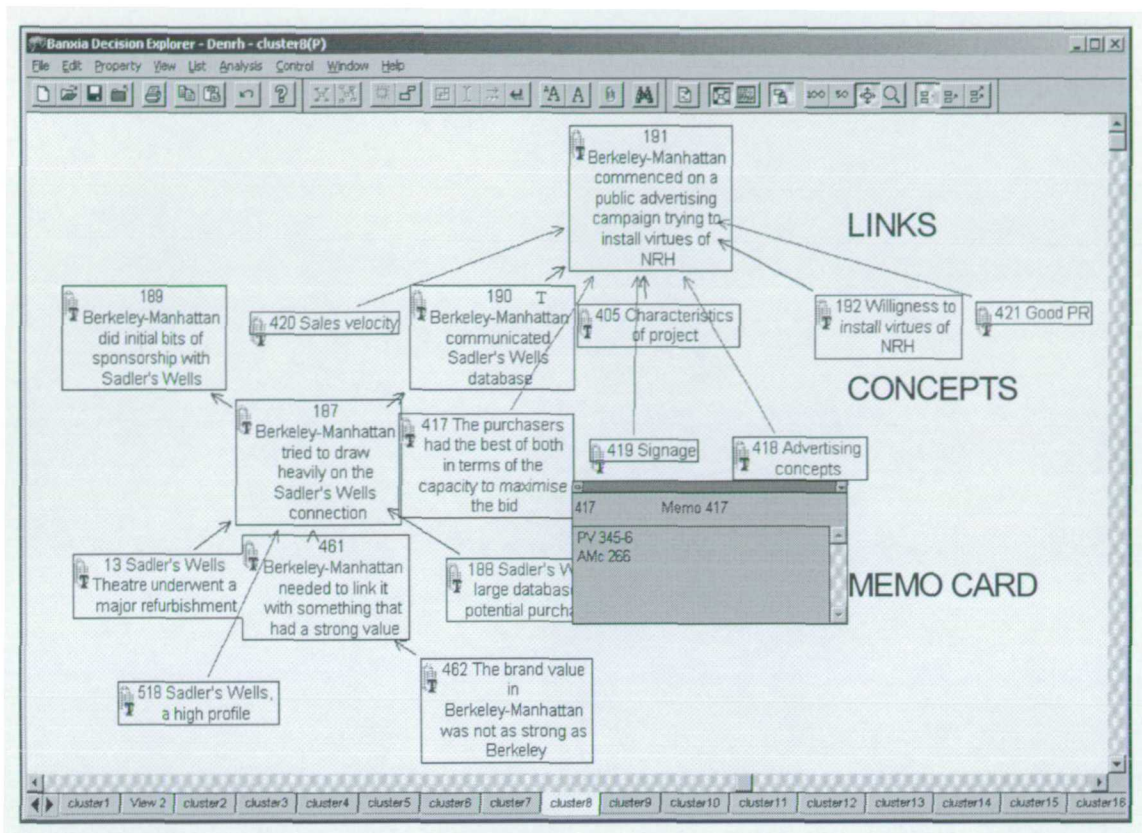 Banxia Decision Explorer - Denrh - cluster8(P)
File Edit Property View List Analysis Control Window Help
191
Berkeley-Manhattan
commenced on a
public advertising
campaign trying to
install virtues of
NRH
LINKS
189
Berkeley-Manhattan
did initial bits of
sponsorship with
Sadler's Wells
420 Sales velocity
190
Berkeley-Manhattan
communicated
Sadler's Wells
database
405 Characteristics
of project
192 Willigness to
install virtues of
NRH
421 Good PR
CONCEPTS
187
Berkeley-Manhattan
tried to draw
heavily on the
Sadler's Wells
connection
417 The purchasers
had the best of both
in terms of the
capacity to maximise
the bid
419 Signage
418 Advertising
concepts
417 Memo 417
PV 345-6
AMc 266
MEMO CARD
13 Sadler's Wells
Theatre underwent a
major refurbishment
461
Berkeley-Manhattan
needed to link it
with something that
had a strong value
188 Sadler's W
large database
potential purcha
518 Sadler's Wells,
a high profile
462 The brand value
in
Berkeley-Manhattan
was not as strong as
Berkeley
cluster1 View 2 cluster2 cluster3 cluster4 cluster5 cluster6 cluster7 cluster8 cluster9 cluster10 cluster11 cluster12 cluster13 cluster14 cluster15 cluster16